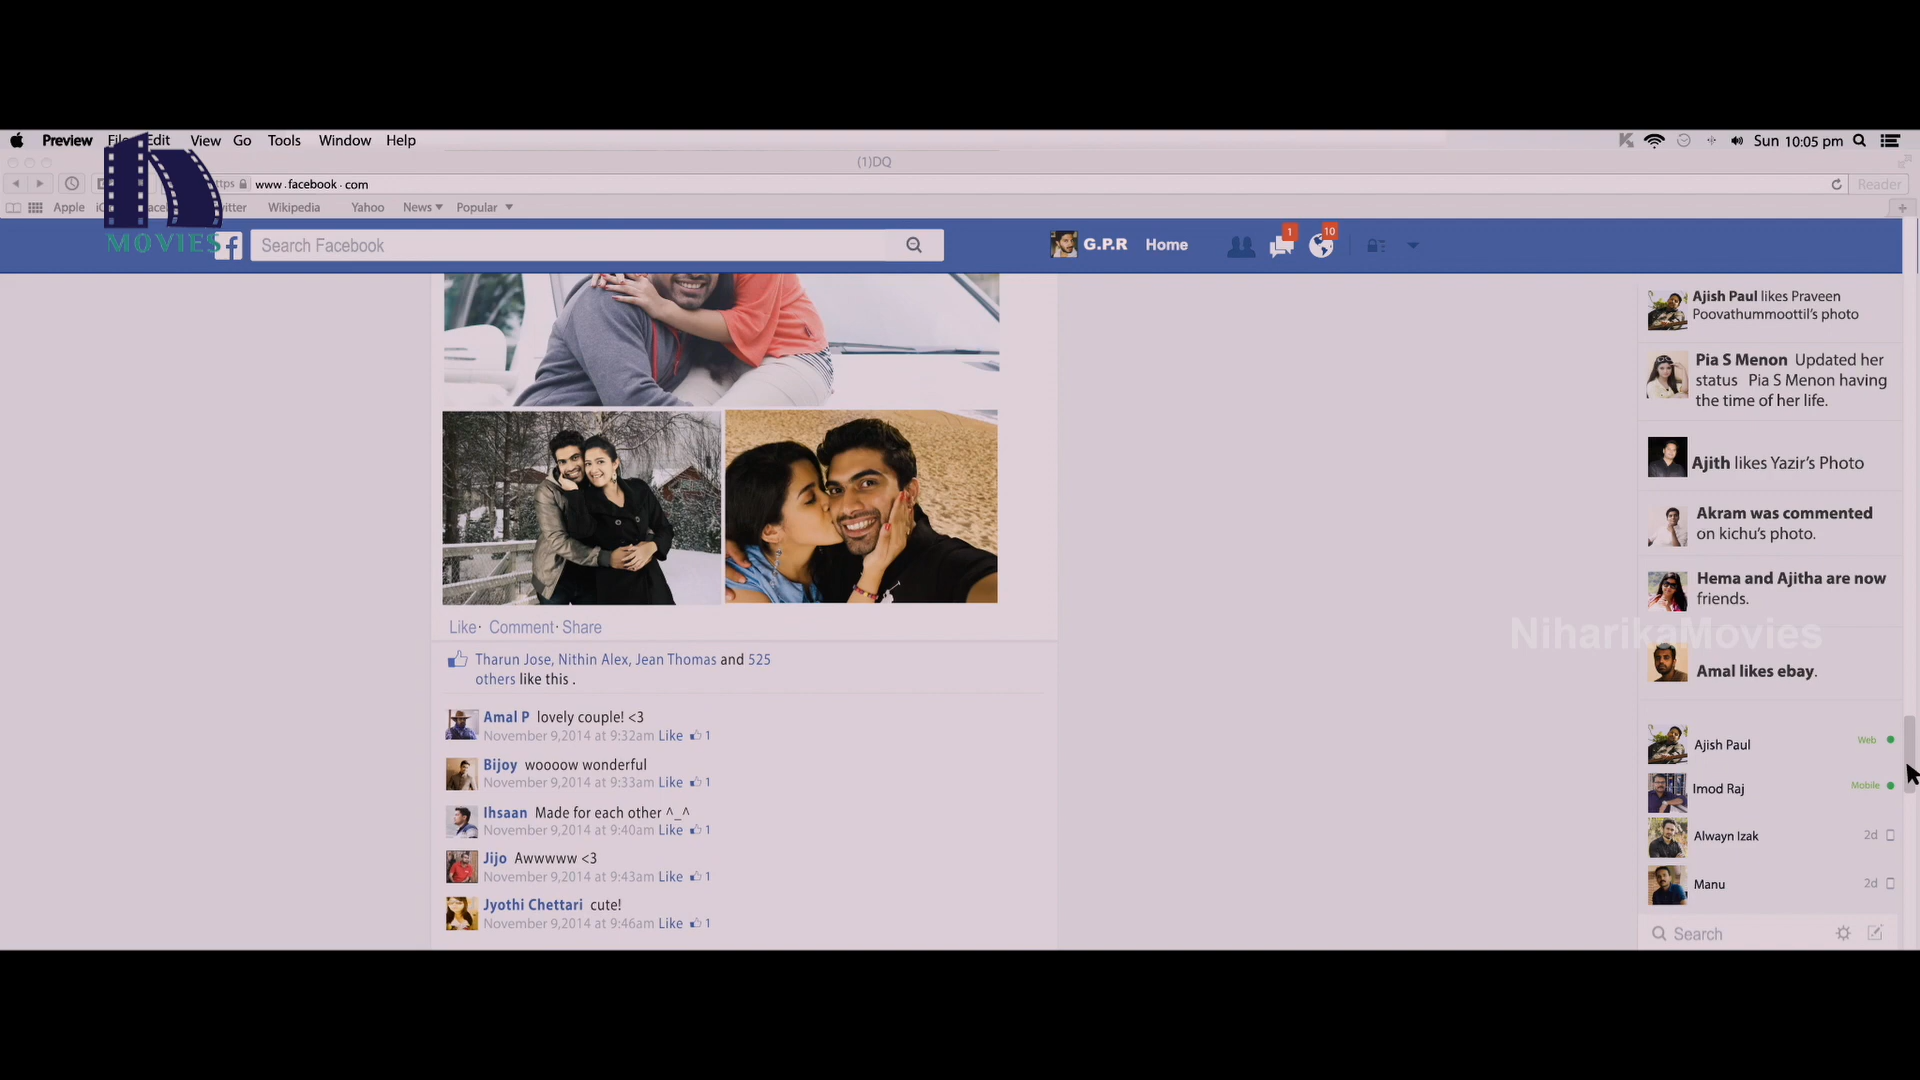 Preview File Edit View Go Tools Window Help
Sun 10:05 pm
(1)DQ
www.facebook.com
Reader
Apple
Wikipedia Yahoo News Popular
MOVIES
Search Facebook
G.P.R Home
1
10
Ajish Paul likes Praveen
Poovathummoottil's photo
Pia S Menon Updated her
status Pia S Menon having
the time of her life.
Ajith likes Yazir's Photo
Akram was commented
on kichu's photo.
Hema and Ajitha are now
friends.
NiharikaMovies
Amal likes ebay.
Like· Comment· Share
Tharun Jose, Nithin Alex, Jean Thomas and 525
others like this .
Amal P lovely couple! <3
November 9,2014 at 9:32am Like 1
Bijoy woooow wonderful
November 9,2014 at 9:33am Like 1
Ihsaan Made for each other ^_^
November 9,2014 at 9:40am Like 1
Jijo Awwwww <3
November 9,2014 at 9:43am Like 1
Jyothi Chettari cute!
November 9,2014 at 9:46am Like 1
Ajish Paul Web
Imod Raj Mobile
Alwayn Izak 2d
Manu 2d
Search